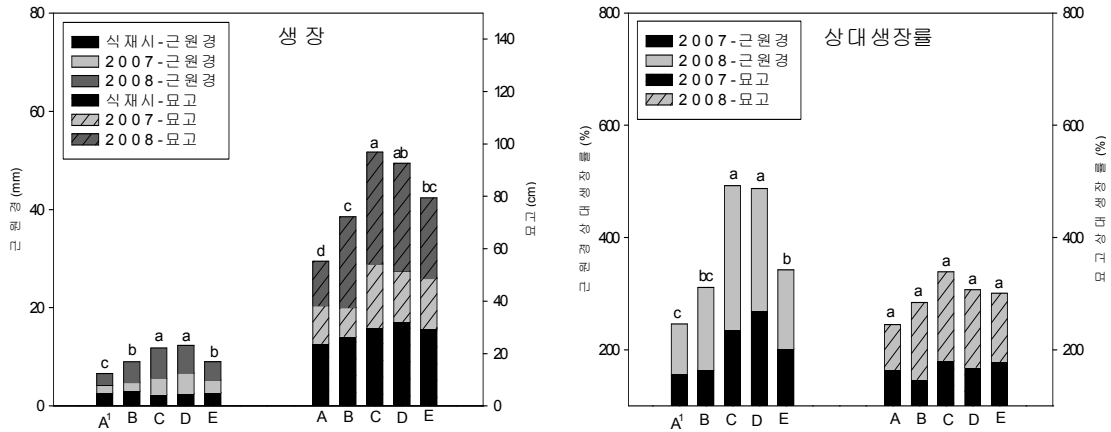 생 장
식재시-근원경
2007-근원경
2008-근원경
식재시-묘고
2007-묘고
2008-묘고
80
60
40
20
0
근 원 경 (mm)
140
120
100
80
60
40
20
0
묘고 (cm)
c
b
a
a
b
d
c
a
ab
bc
A¹ B C D E
A B C D E
상대생장률
2007-근원경
2008-근원경
2007-묘고
2008-묘고
800
600
400
200
근원경상대생장률 (%)
800
600
400
200
묘고상대생장률 (%)
c
bc
a
a
b
a
a
a
a
a
A¹ B C D E
A B C D E